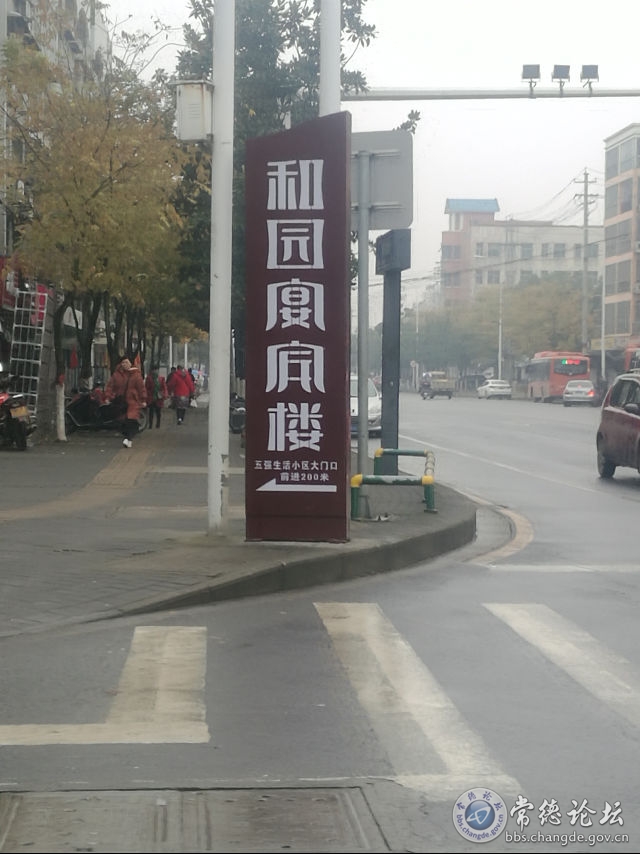 和
园
宴
宾
楼
五强生活小区大门口
前进200米
常德论坛
bbs.changde.gov.cn